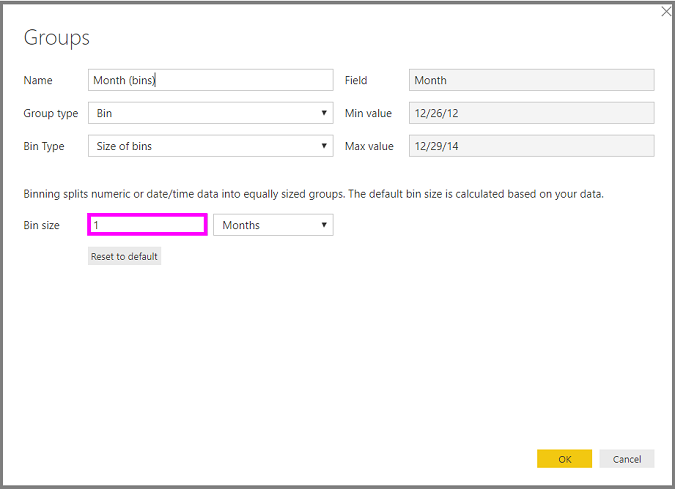 Groups
Name Month (bins) Field Month
Group type Bin Min value 12/26/12
Bin Type Size of bins Max value 12/29/14
Binning splits numeric or date/time data into equally sized groups. The default bin size is calculated based on your data.
Bin size 1 Months
Reset to default
OK Cancel